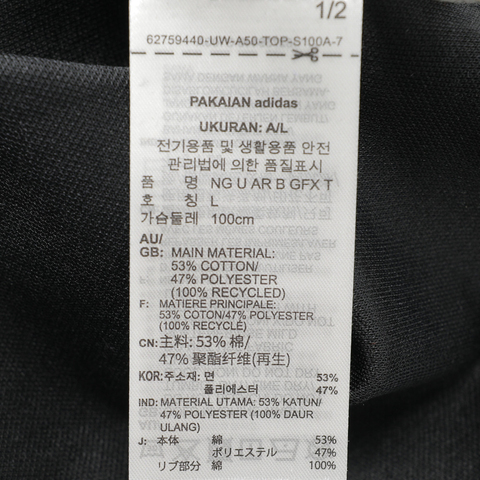 1/2
62759440-UW-A50-TOP-S100A-7
PAKAIAN adidas
UKURAN: A/L
전기용품 및 생활용품 안전
관리법에 의한 품질표시
품 명 NG U AR B GFX T
호 칭 L
가슴둘레 100cm
AU/
GB: MAIN MATERIAL:
53% COTTON/
47% POLYESTER
(100% RECYCLED)
F: MATIERE PRINCIPALE:
53% COTON/47% POLYESTER
(100% RECYCLÉ)
CN: 主料: 53% 棉/
47% 聚酯纤维(再生)
KOR: 주소재: 면 53%
폴리에스터 47%
IND: MATERIAL UTAMA: 53% KATUN/
47% POLYESTER (100% DAUR
ULANG)
J: 本体 綿 53%
ポリエステル 47%
リブ部分 綿 100%